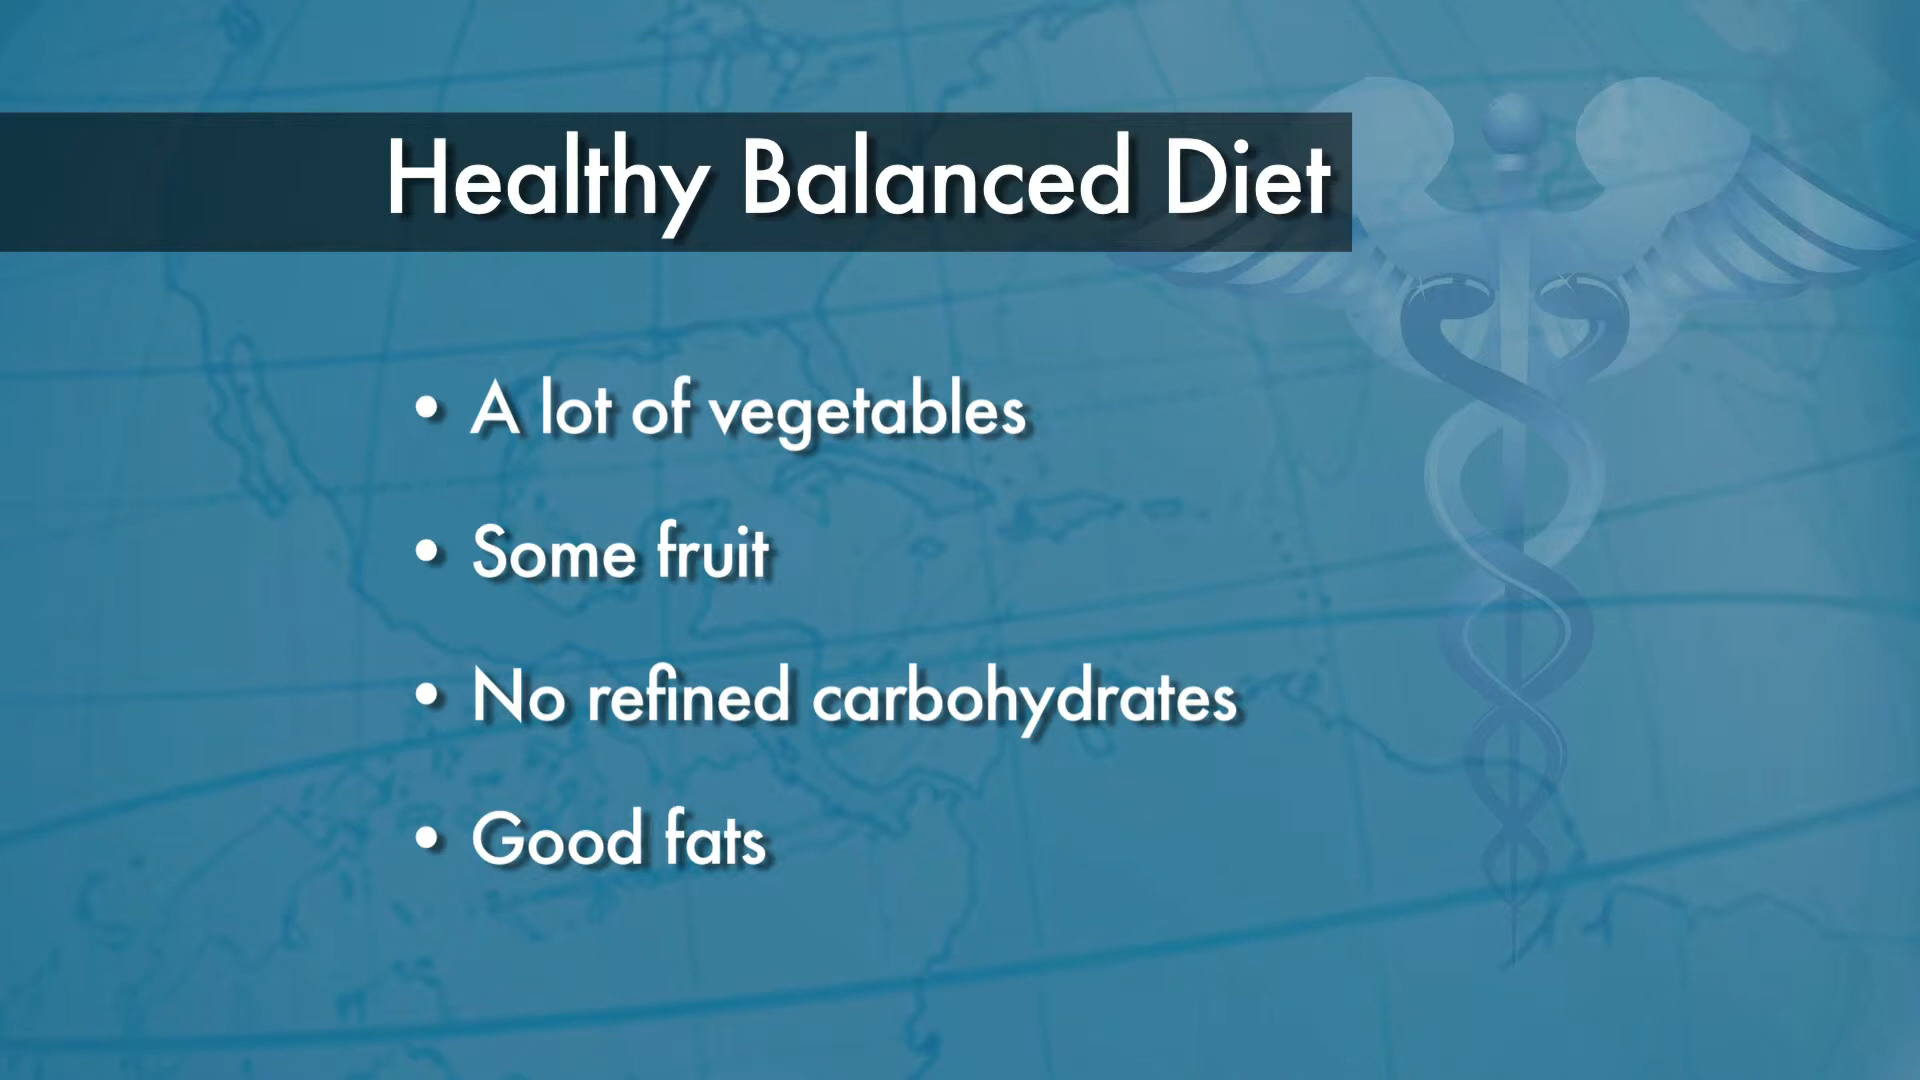 Healthy Balanced Diet
• A lot of vegetables
• Some fruit
• No refined carbohydrates
• Good fats